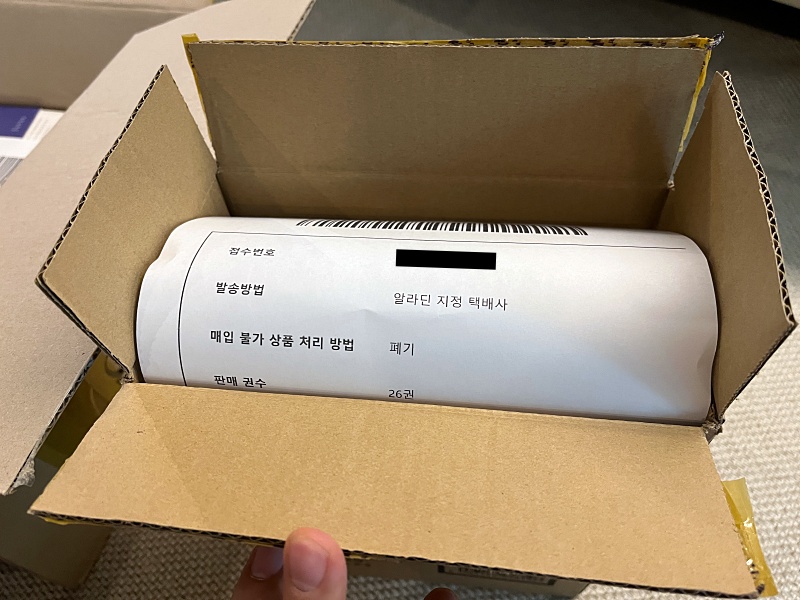 접수번호
발송방법 알라딘 지정 택배사
매입 불가 상품 처리 방법 폐기
판매 권수 26권